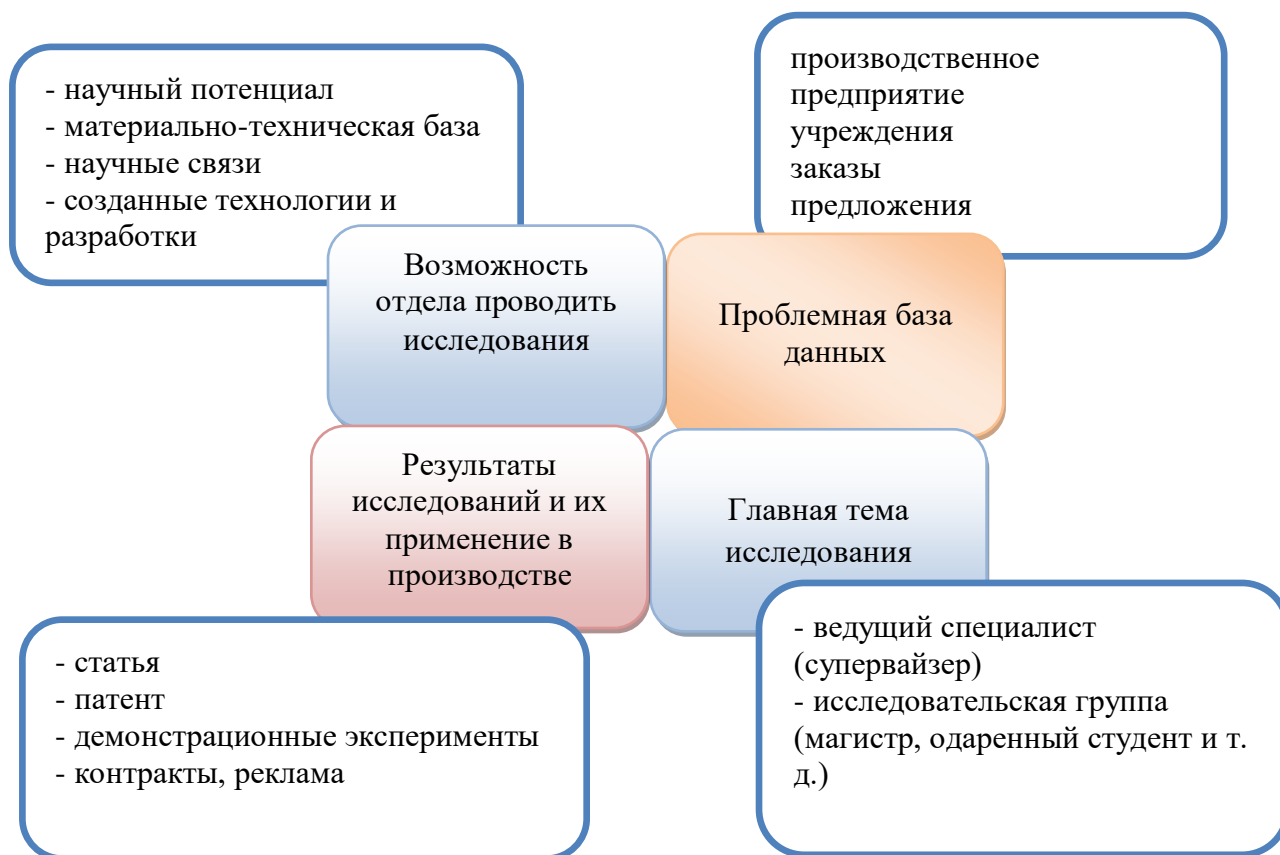 - научный потенциал
- материально-техническая база
- научные связи
- созданные технологии и
разработки
производственное
предприятие
учреждения
заказы
предложения
Возможность
отдела проводить
исследования
Проблемная база
данных
Результаты
исследований и их
применение в
производстве
Главная тема
исследования
- статья
- патент
- демонстрационные эксперименты
- контракты, реклама
- ведущий специалист
(супервайзер)
- исследовательская группа
(магистр, одаренный студент и т.
д.)